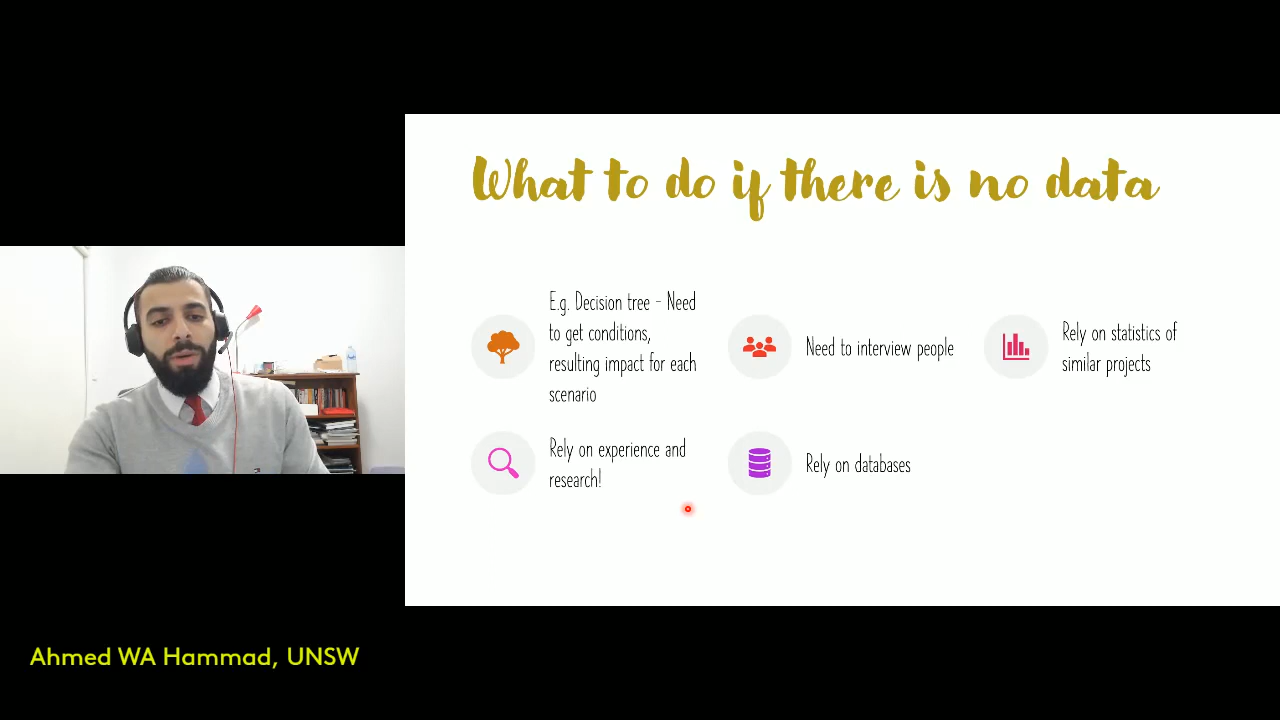 What to do if there is no data
E.g. Decision tree - Need
to get conditions,
resulting impact for each
scenario
Need to interview people
Rely on statistics of
similar projects
Rely on experience and
research!
Rely on databases
Ahmed WA Hammad, UNSW